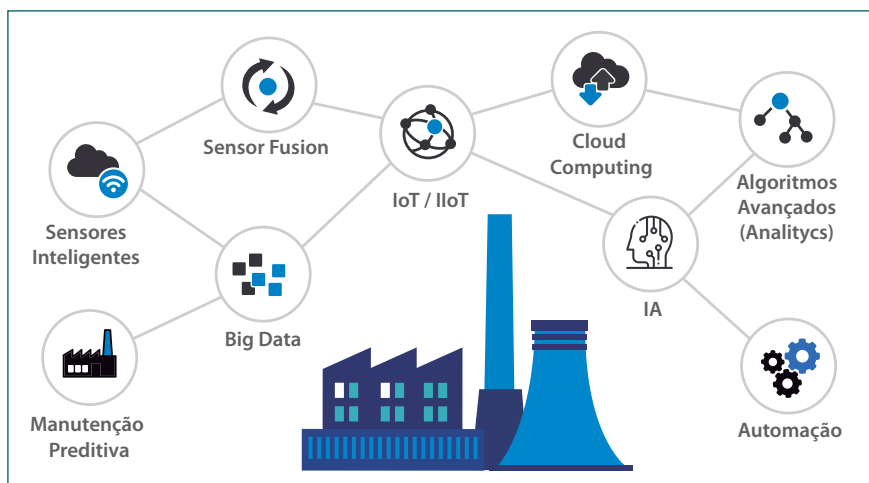 Sensor Fusion
Cloud
Computing
IoT / IIoT
Algoritmos
Avançados
(Analitycs)
Sensores
Inteligentes
Big Data
IA
Manutenção
Preditiva
Automação